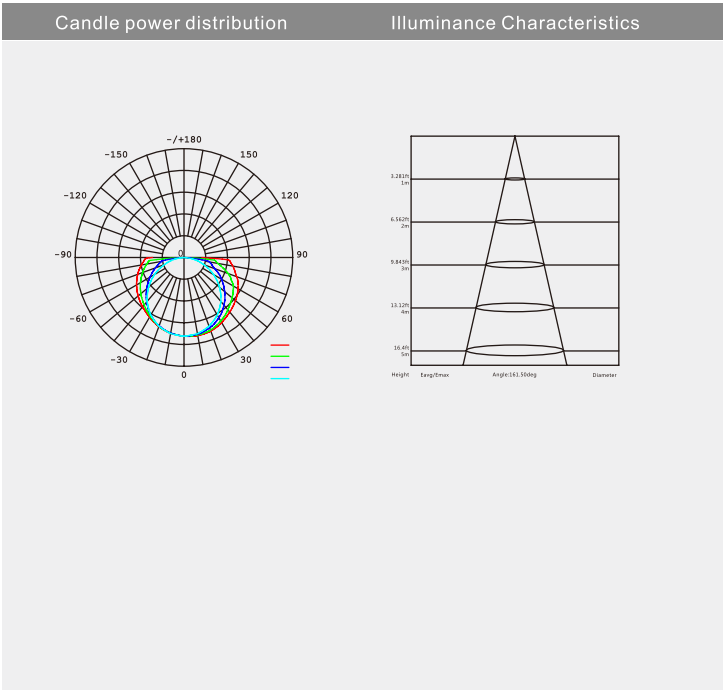 Candle power distribution
Illuminance Characteristics
-/+180
-150
150
-120
120
-90
0
90
-60
60
-30
30
0
3.281ft
1m
6.562ft
2m
9.843ft
3m
13.12ft
4m
16.4ft
5m
Height Eavg/Emax Angle:161.50deg Diameter